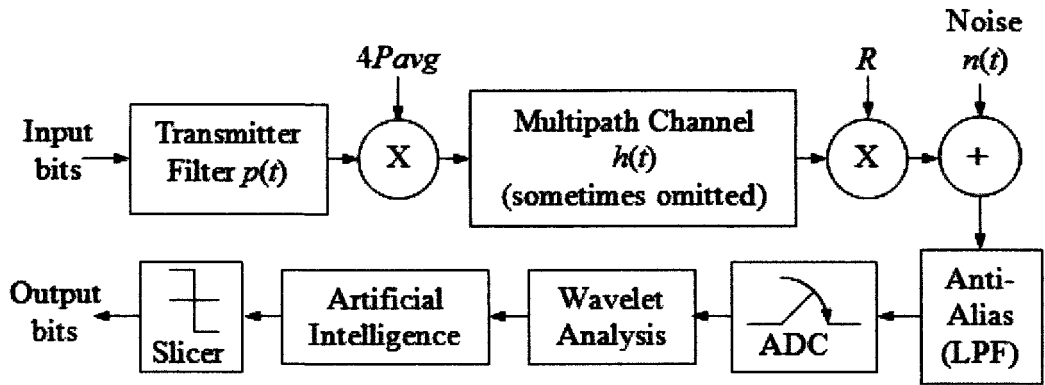 Input
bits
Transmitter
Filter p(t)
4Pavg
X
Multipath Channel
h(t)
(sometimes omitted)
R
X
Noise
n(t)
+
Anti-
Alias
(LPF)
ADC
Wavelet
Analysis
Artificial
Intelligence
Slicer
Output
bits